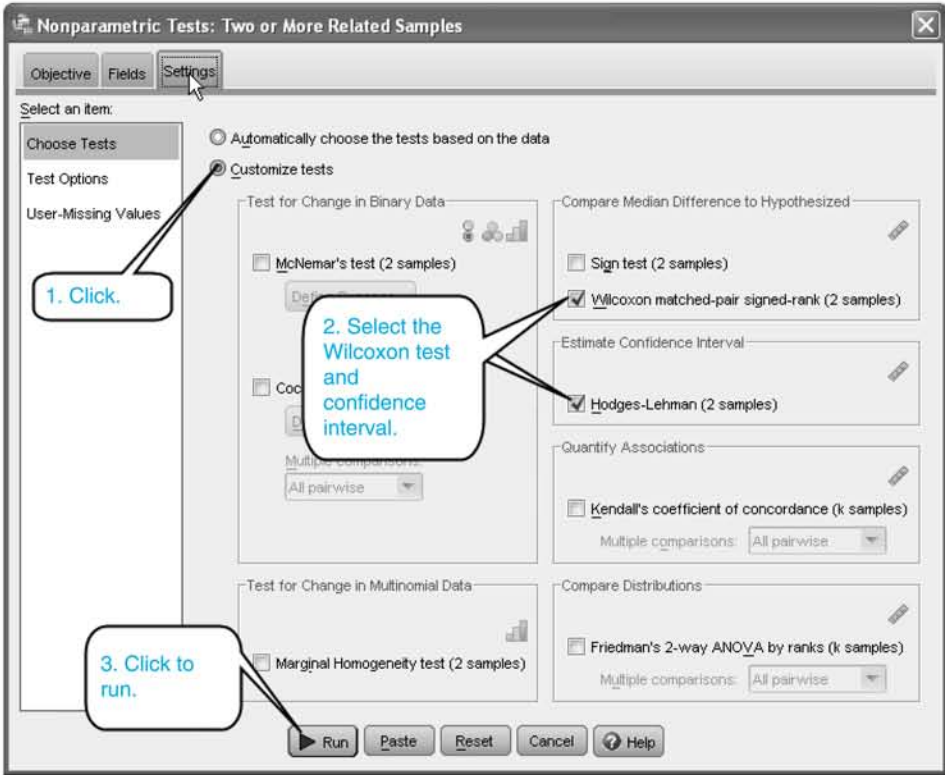 Nonparametric Tests: Two or More Related Samples
Objective Fields Settings
Select an item:
Choose Tests
Test Options
User-Missing Values
Automatically choose the tests based on the data
Customize tests
1. Click.
Test for Change in Binary Data
McNemar's test (2 samples)
Multiple comparisons:
All pairwise
2. Select the
Wilcoxon test
and
confidence
interval.
Compare Median Difference to Hypothesized
Sign test (2 samples)
Wilcoxon matched-pair signed-rank (2 samples)
Estimate Confidence Interval
Hodges-Lehman (2 samples)
Quantify Associations
Kendall's coefficient of concordance (k samples)
Multiple comparisons: All pairwise
Test for Change in Multinomial Data
Marginal Homogeneity test (2 samples)
Compare Distributions
Friedman's 2-way ANOVA by ranks (k samples)
Multiple comparisons: All pairwise
3. Click to
run.
Run Paste Reset Cancel Help